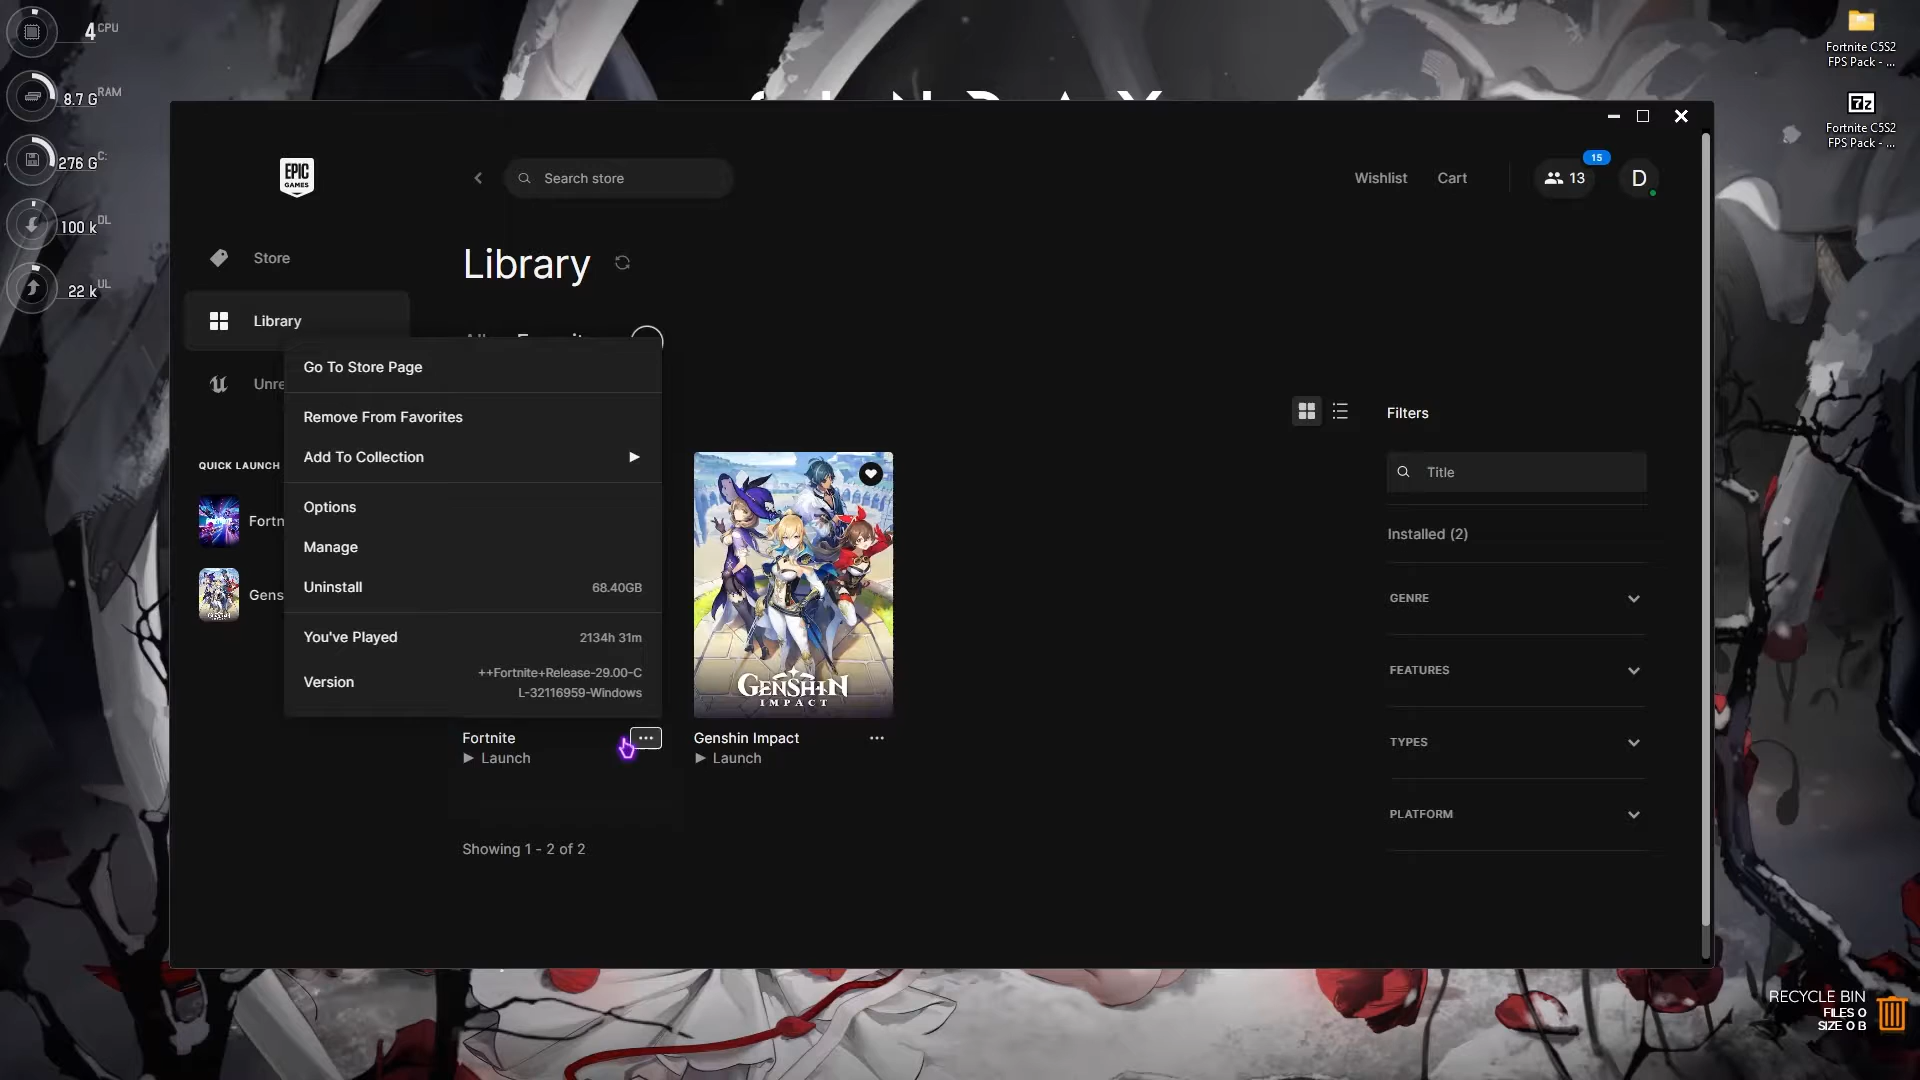 4 CPU
8.7 G RAM
276 G C:
100 k DL
22 k UL
Fortnite C5S2
FPS Pack - ...
Fortnite C5S2
FPS Pack - ...
7z
EPIC
GAMES
Search store
Wishlist
Cart
15
13
D
Store
Library
Unre
QUICK LAUNCH
Fortn
Gens
Library
Go To Store Page
Remove From Favorites
Add To Collection
Options
Manage
Uninstall 68.40GB
You've Played 2134h 31m
Version ++Fortnite+Release-29.00-C
L-32116959-Windows
GENSHIN
IMPACT
Fortnite
Launch
Genshin Impact
Launch
Showing 1 - 2 of 2
Filters
Title
Installed (2)
GENRE
FEATURES
TYPES
PLATFORM
RECYCLE BIN
FILES 0
SIZE 0 B